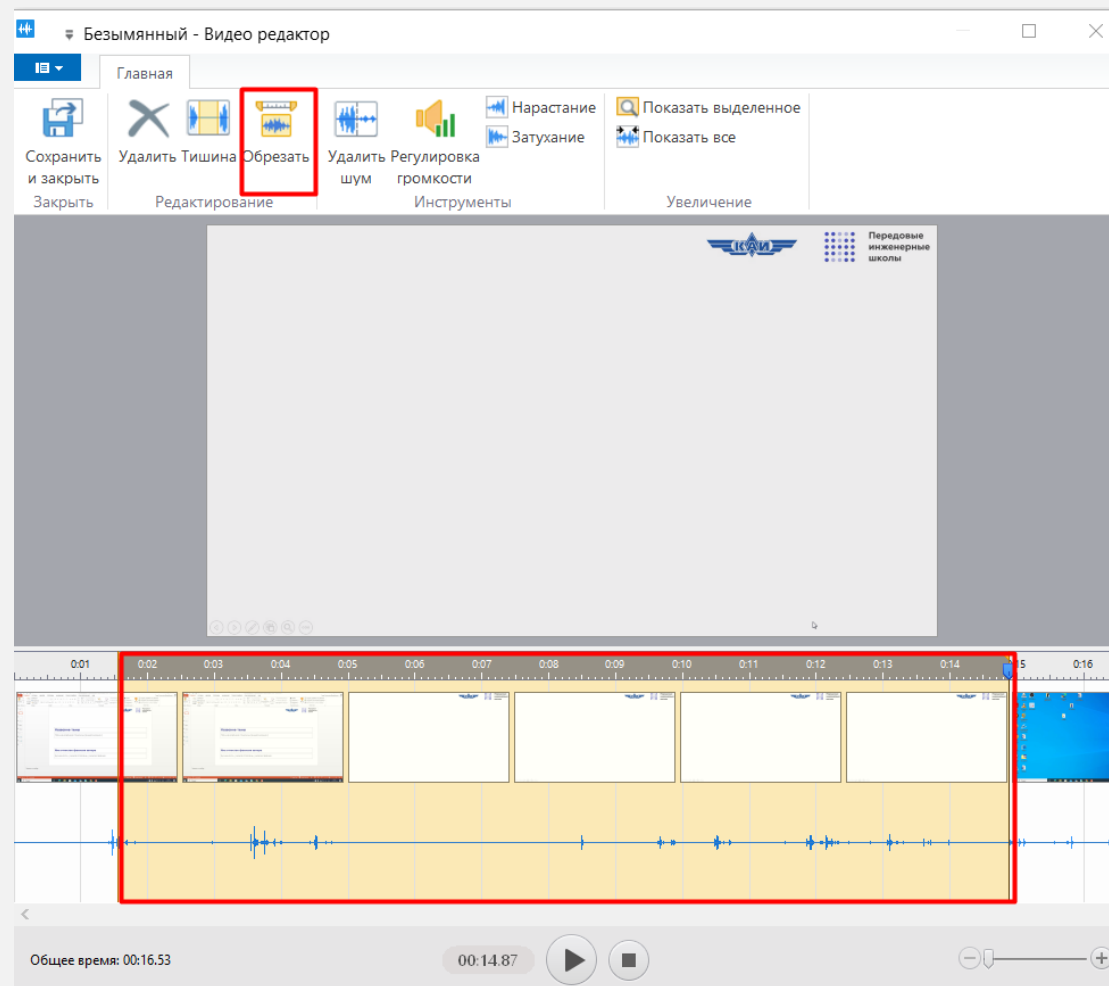 Безымянный - Видео редактор
Главная
Сохранить и закрыть
Удалить
Тишина
Обрезать
Удалить шум
Регулировка громкости
Нарастание
Затухание
Показать выделенное
Показать все
Закрыть
Редактирование
Инструменты
Увеличение
КАИ
Передовые
инженерные
школы
0:01 0:02 0:03 0:04 0:05 0:06 0:07 0:08 0:09 0:10 0:11 0:12 0:13 0:14 15 0:16
Общее время: 00:16.53
00:14.87